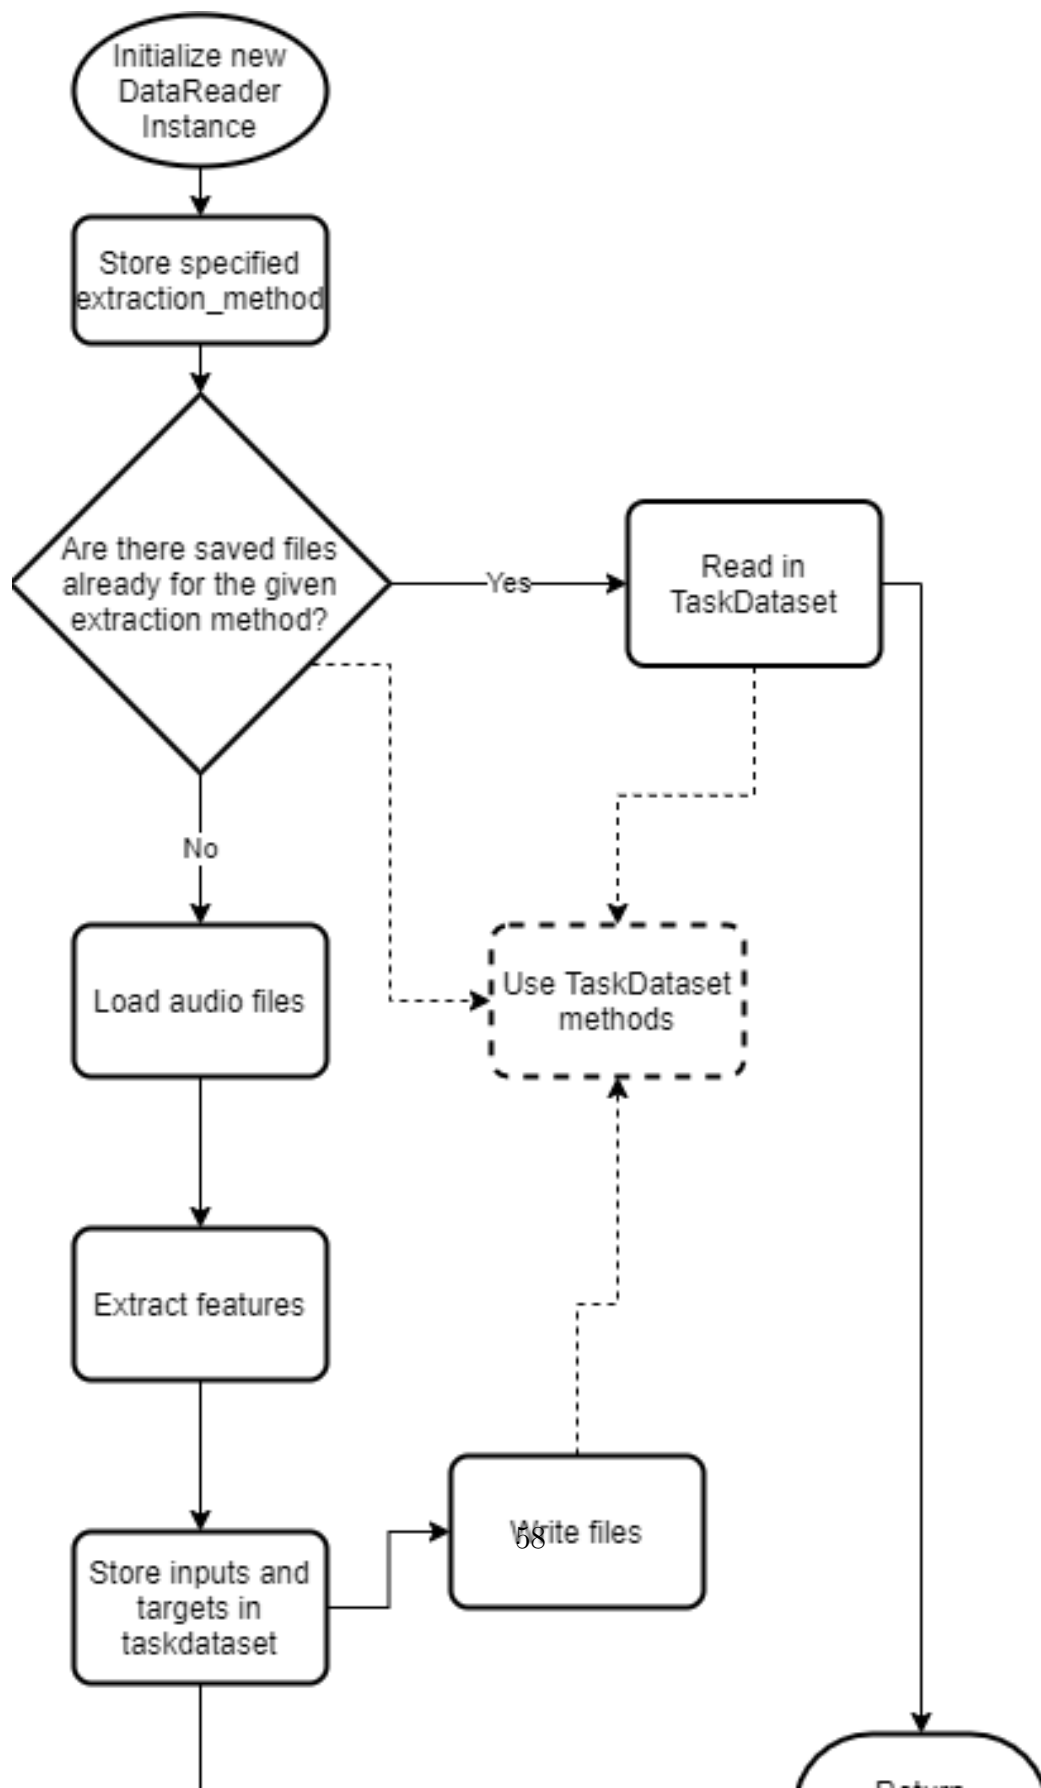 Initialize new
DataReader
Instance
Store specified
extraction_method
Are there saved files
already for the given
extraction method?
Yes
Read in
TaskDataset
No
Load audio files
Use TaskDataset
methods
Extract features
Write files
58
Store inputs and
targets in
taskdataset
Return